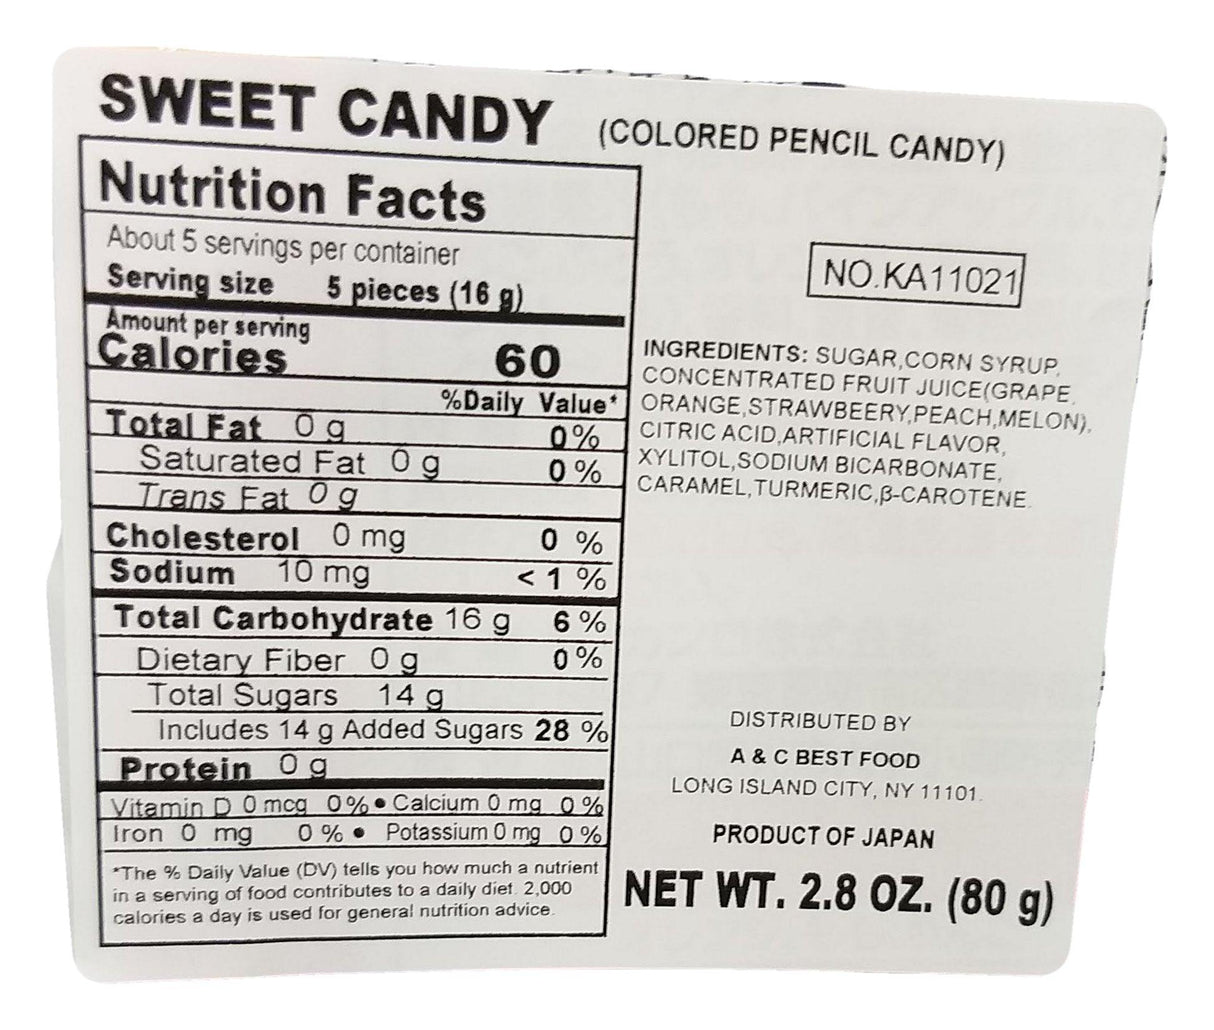 SWEET CANDY (COLORED PENCIL CANDY)
Nutrition Facts
About 5 servings per container
Serving size 5 pieces (16 g)
Amount per serving
Calories 60
%Daily Value*
Total Fat 0 g 0%
Saturated Fat 0 g 0%
Trans Fat 0 g
Cholesterol 0 mg 0 %
Sodium 10 mg < 1 %
Total Carbohydrate 16 g 6 %
Dietary Fiber 0 g 0%
Total Sugars 14 g
Includes 14 g Added Sugars 28 %
Protein 0 g
Vitamin D 0 mcg 0% • Calcium 0 mg 0 %
Iron 0 mg 0 % • Potassium 0 mg 0 %
*The % Daily Value (DV) tells you how much a nutrient
in a serving of food contributes to a daily diet. 2,000
calories a day is used for general nutrition advice.
NO.KA11021
INGREDIENTS: SUGAR,CORN SYRUP,
CONCENTRATED FRUIT JUICE(GRAPE,
ORANGE,STRAWBEERY,PEACH,MELON),
CITRIC ACID,ARTIFICIAL FLAVOR,
XYLITOL,SODIUM BICARBONATE,
CARAMEL,TURMERIC,β-CAROTENE.
DISTRIBUTED BY
A & C BEST FOOD
LONG ISLAND CITY, NY 11101.
PRODUCT OF JAPAN
NET WT. 2.8 OZ. (80 g)